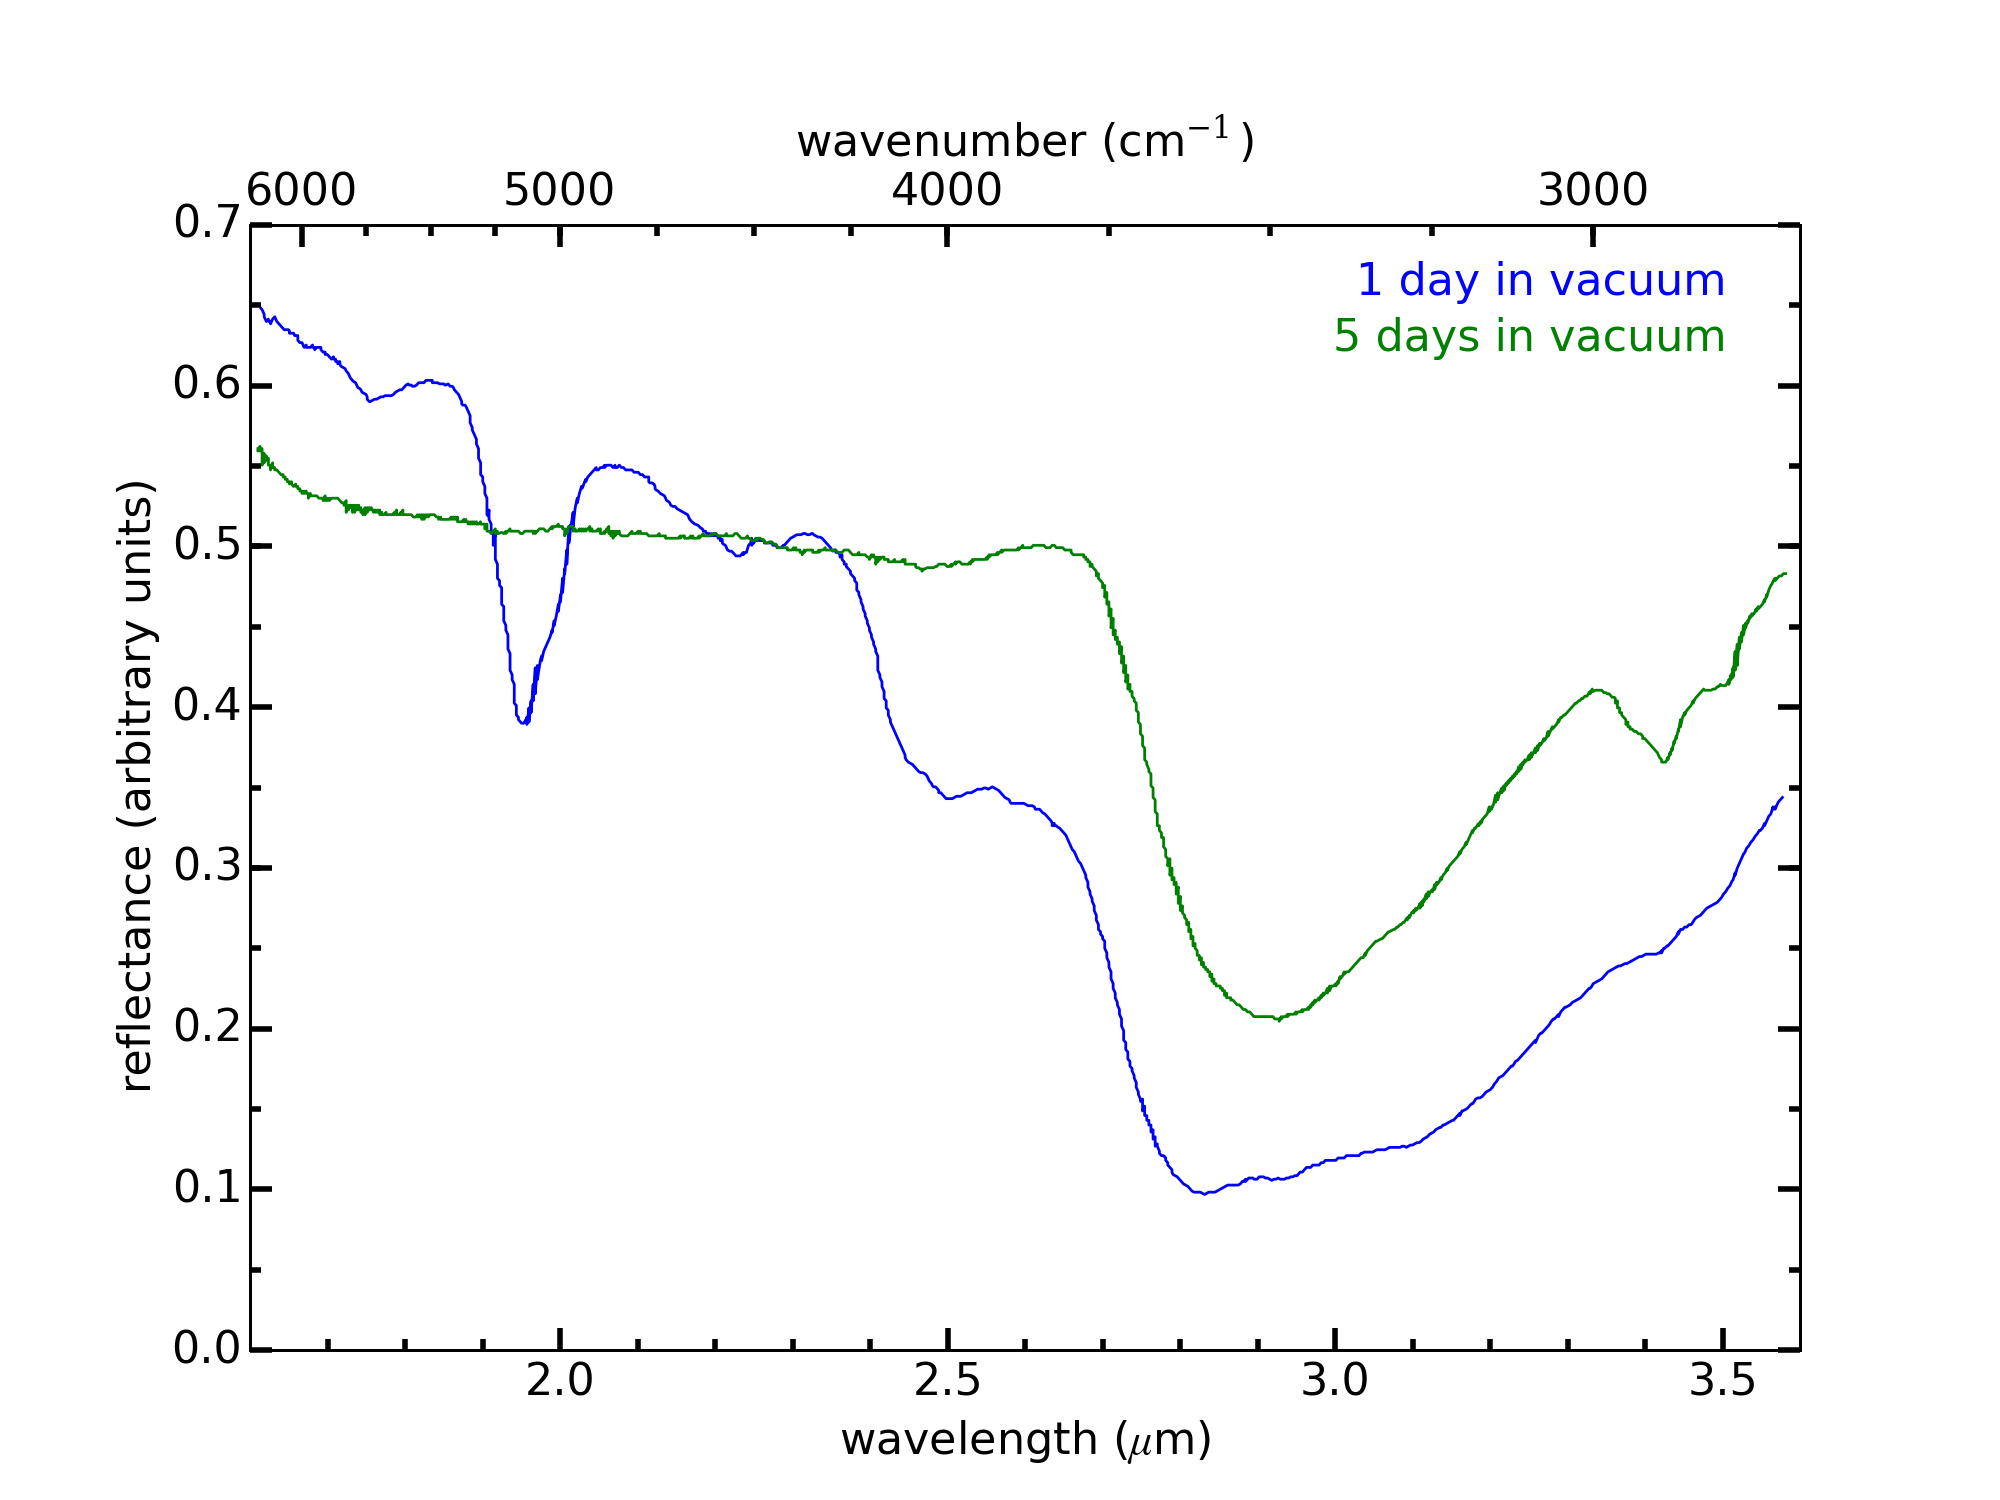 wavenumber (cm⁻¹)
6000 5000 4000 3000
1 day in vacuum
5 days in vacuum
reflectance (arbitrary units)
0.7
0.6
0.5
0.4
0.3
0.2
0.1
0.0
2.0 2.5 3.0 3.5
wavelength (μm)